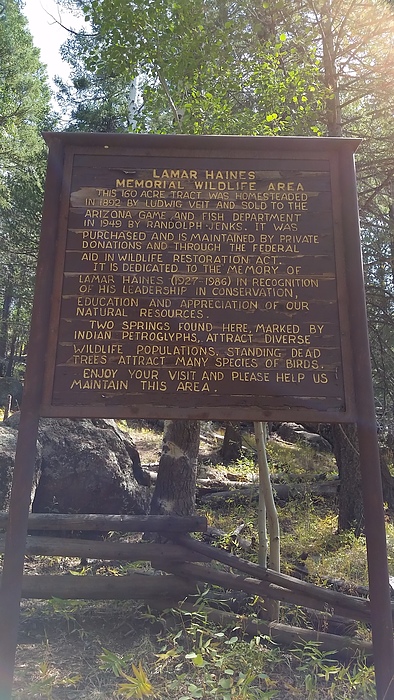 LAMAR HAINES
MEMORIAL WILDLIFE AREA
THIS 160 ACRE TRACT WAS HOMESTEADED
IN 1892 BY LUDWIG VEIT AND SOLD TO THE
ARIZONA GAME AND FISH DEPARTMENT
IN 1949 BY RANDOLPH JENKS. IT WAS
PURCHASED AND IS MAINTAINED BY PRIVATE
DONATIONS AND THROUGH THE FEDERAL
AID IN WILDLIFE RESTORATION ACT.
IT IS DEDICATED TO THE MEMORY OF
LAMAR HAINES (1927-1986) IN RECOGNITION
OF HIS LEADERSHIP IN CONSERVATION,
EDUCATION AND APPRECIATION OF OUR
NATURAL RESOURCES.
TWO SPRINGS FOUND HERE, MARKED BY
INDIAN PETROGLYPHS, ATTRACT DIVERSE
WILDLIFE POPULATIONS. STANDING DEAD
TREES ATTRACT MANY SPECIES OF BIRDS.
ENJOY YOUR VISIT AND PLEASE HELP US
MAINTAIN THIS AREA.